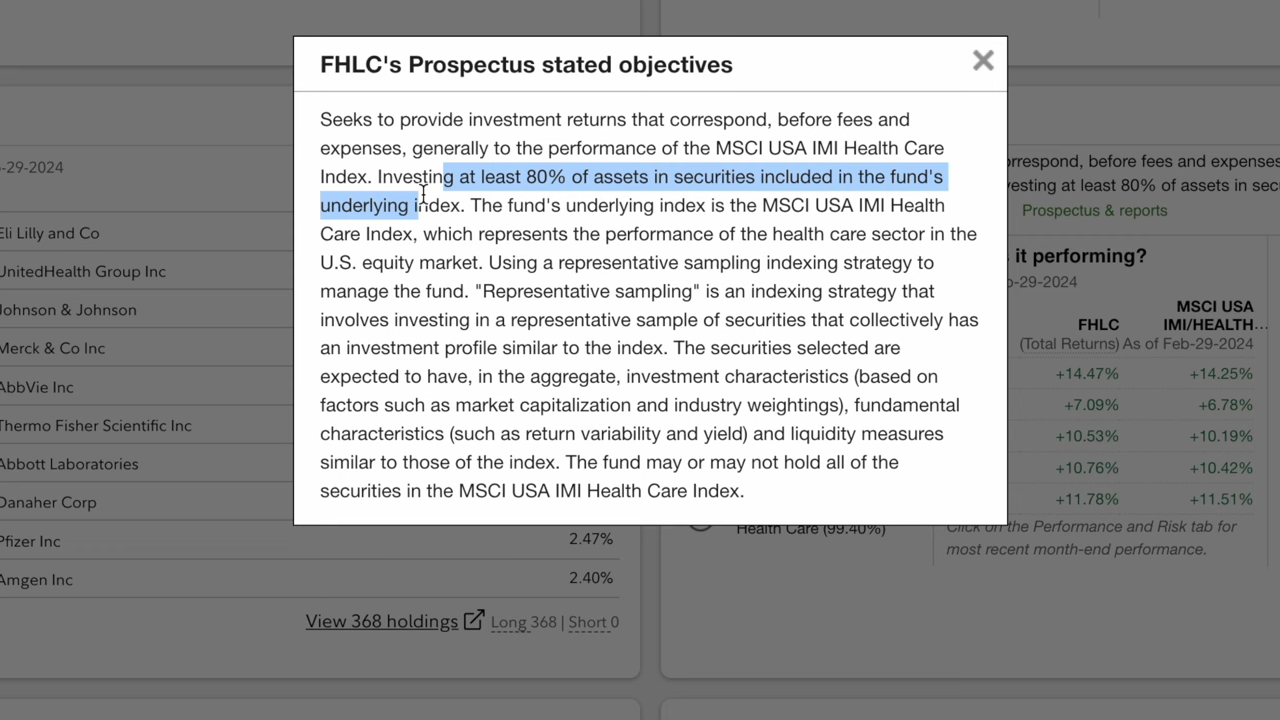 FHLC's Prospectus stated objectives
Seeks to provide investment returns that correspond, before fees and
expenses, generally to the performance of the MSCI USA IMI Health Care
Index. Investing at least 80% of assets in securities included in the fund's
underlying index. The fund's underlying index is the MSCI USA IMI Health
Care Index, which represents the performance of the health care sector in the
U.S. equity market. Using a representative sampling indexing strategy to
manage the fund. "Representative sampling" is an indexing strategy that
involves investing in a representative sample of securities that collectively has
an investment profile similar to the index. The securities selected are
expected to have, in the aggregate, investment characteristics (based on
factors such as market capitalization and industry weightings), fundamental
characteristics (such as return variability and yield) and liquidity measures
similar to those of the index. The fund may or may not hold all of the
securities in the MSCI USA IMI Health Care Index.
-29-2024
Eli Lilly and Co
UnitedHealth Group Inc
Johnson & Johnson
Merck & Co Inc
AbbVie Inc
Thermo Fisher Scientific Inc
Abbott Laboratories
Danaher Corp
Pfizer Inc 2.47%
Amgen Inc 2.40%
View 368 holdings Long 368 | Short 0
rrespond, before fees and expenses
vesting at least 80% of assets in sec
Prospectus & reports
it performing?
-29-2024
FHLC MSCI USA
IMI/HEALTH...
(Total Returns) As of Feb-29-2024
+14.47% +14.25%
+7.09% +6.78%
+10.53% +10.19%
+10.76% +10.42%
+11.78% +11.51%
Health Care (99.40%)
Click on the Performance and Risk tab for
most recent month-end performance.